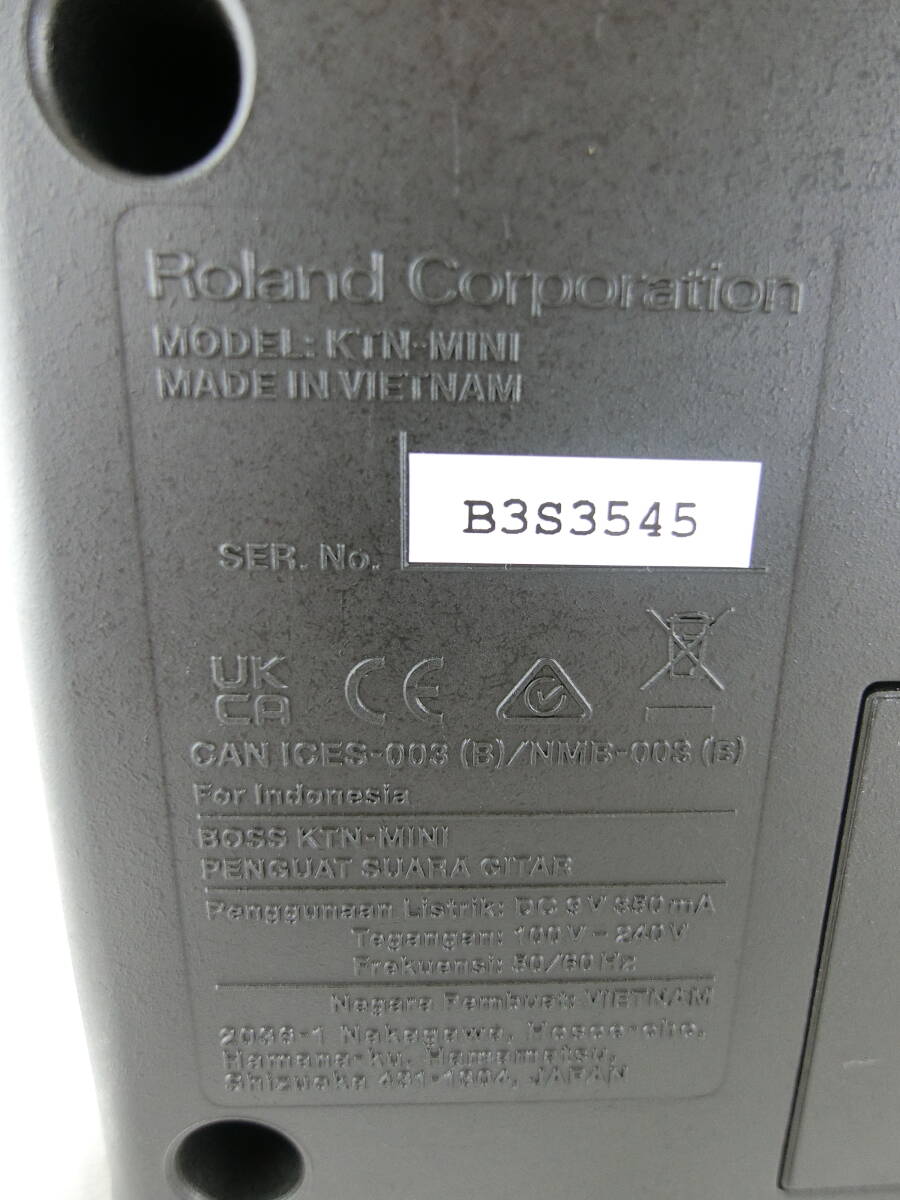 Roland Corporation
MODEL: KTN-MINI
MADE IN VIETNAM
B3S3545
SER. No.
UK
CA
CE
CAN ICES-003 (B)/NMB-003 (B)
For Indonesia
BOSS KTN-MINI
PENGUAT SUARA GITAR
Penggunaan Listrik: DC 9 V 350 mA
Tegangan: 100 V - 240 V
Frekuensi: 50/60 Hz
Negara Pembuat: VIETNAM
2036-1 Nakagawa, Hosoe-cho,
Hamana-ku, Hamamatsu,
Shizuoka 431-1304, JAPAN